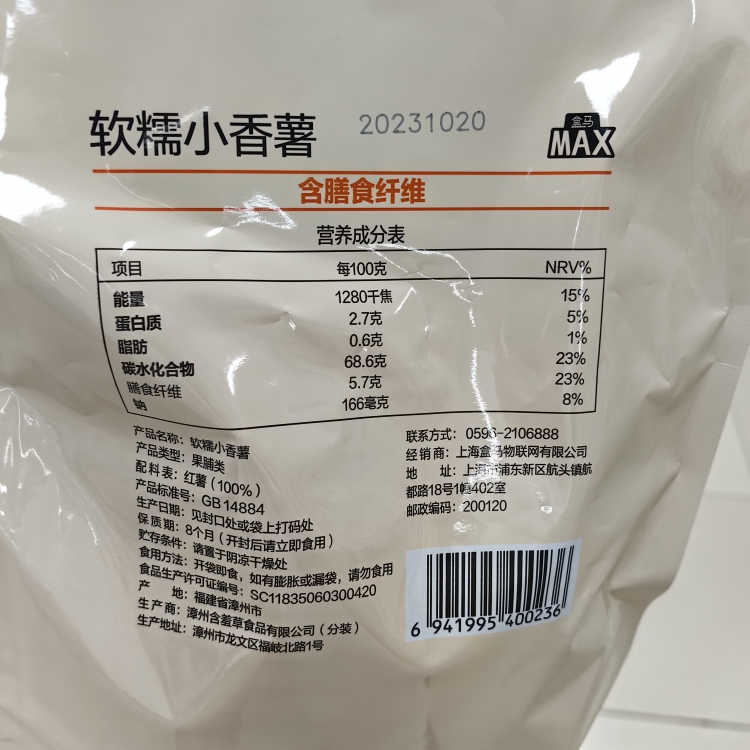 软糯小香薯
20231020
盒马
MAX
含膳食纤维
营养成分表
项目 每100克 NRV%
能量 1280千焦 15%
蛋白质 2.7克 5%
脂肪 0.6克 1%
碳水化合物 68.6克 23%
膳食纤维 5.7克 23%
钠 166毫克 8%
产品名称：软糯小香薯
产品类型：果脯类
配料表：红薯（100%）
产品标准号：GB 14884
生产日期：见封口处或袋上打码处
保质期：8个月（开封后请立即食用）
贮存条件：请置于阴凉干燥处
食用方法：开袋即食，如有膨胀或漏袋，请勿食用
食品生产许可证编号：SC11835060300420
产 地：福建省漳州市
生产商：漳州含羞草食品有限公司（分装）
生产地址：漳州市龙文区福岐北路1号
联系方式：0596-2106888
经销商：上海盒马物联网有限公司
地 址：上海市浦东新区航头镇航
都路18号1幢402室
邮政编码：200120
6 941995 400236